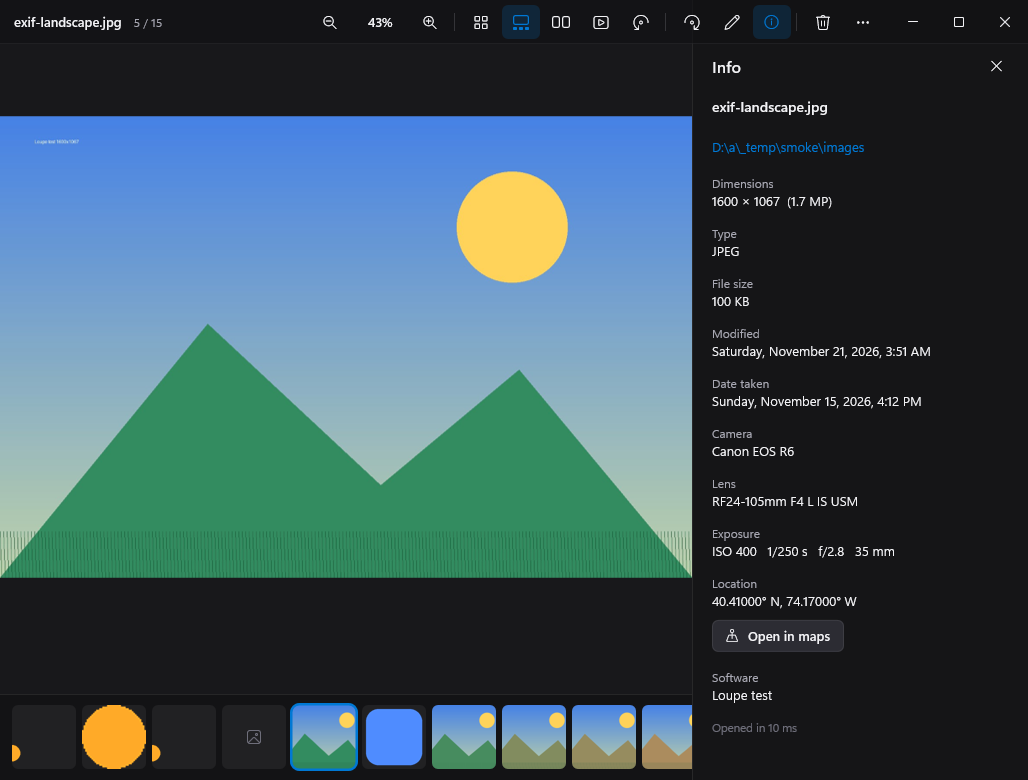 exif-landscape.jpg 5 / 15 43%
Info
exif-landscape.jpg
D:\a\_temp\smoke\images
Dimensions
1600 × 1067 (1.7 MP)
Type
JPEG
File size
100 KB
Modified
Saturday, November 21, 2026, 3:51 AM
Date taken
Sunday, November 15, 2026, 4:12 PM
Camera
Canon EOS R6
Lens
RF24-105mm F4 L IS USM
Exposure
ISO 400 1/250 s f/2.8 35 mm
Location
40.41000° N, 74.17000° W
Open in maps
Software
Loupe test
Opened in 10 ms